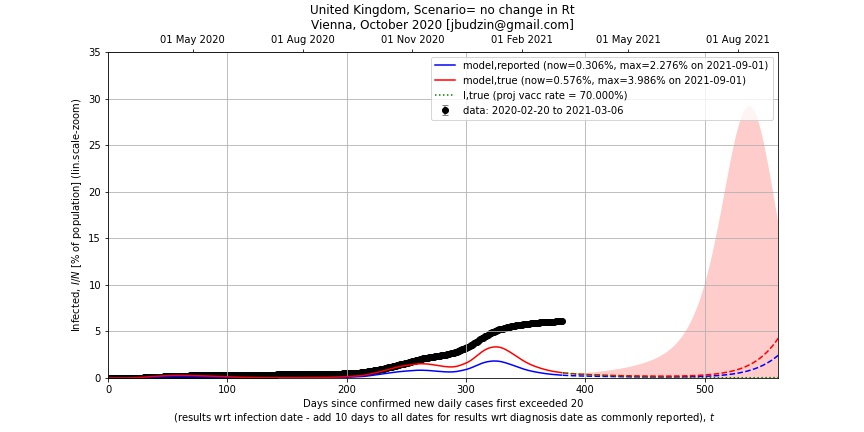 United Kingdom, Scenario= no change in Rt
Vienna, October 2020 [jbudzin@gmail.com]
01 May 2020 01 Aug 2020 01 Nov 2020 01 Feb 2021 01 May 2021 01 Aug 2021
model,reported (now=0.306%, max=2.276% on 2021-09-01)
model,true (now=0.576%, max=3.986% on 2021-09-01)
I,true (proj vacc rate = 70.000%)
data: 2020-02-20 to 2021-03-06
Infected, I/N [% of population] (lin.scale-zoom)
35
30
25
20
15
10
5
0
0 100 200 300 400 500
Days since confirmed new daily cases first exceeded 20
(results wrt infection date - add 10 days to all dates for results wrt diagnosis date as commonly reported), t